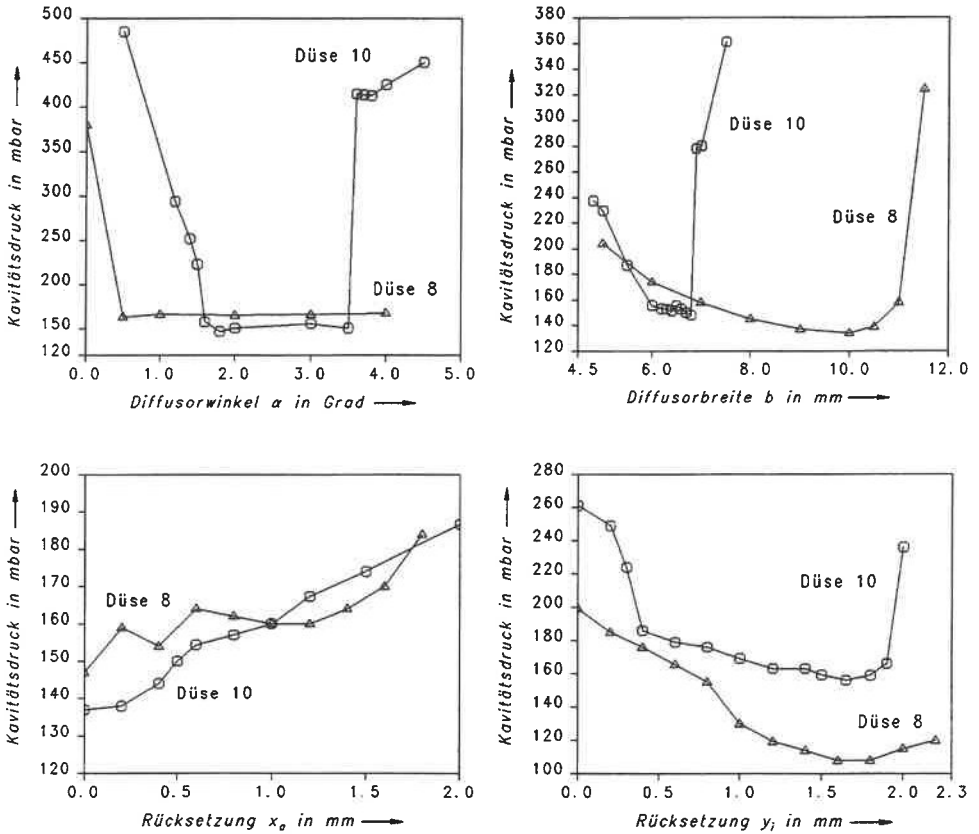 500
450
400
350
300
250
200
150
120
Kavitätsdruck in mbar
Düse 10
Düse 8
0.0 1.0 2.0 3.0 4.0 5.0
Diffusorwinkel α in Grad
380
360
320
280
240
200
160
120
Kavitätsdruck in mbar
Düse 10
Düse 8
4.5 6.0 8.0 10.0 12.0
Diffusorbreite b in mm
200
190
180
170
160
150
140
130
120
Kavitätsdruck in mbar
Düse 8
Düse 10
0.0 0.5 1.0 1.5 2.0
Rücksetzung xₐ in mm
280
260
240
220
200
180
160
140
120
100
Kavitätsdruck in mbar
Düse 10
Düse 8
0.0 0.5 1.0 1.5 2.0 2.3
Rücksetzung yᵢ in mm